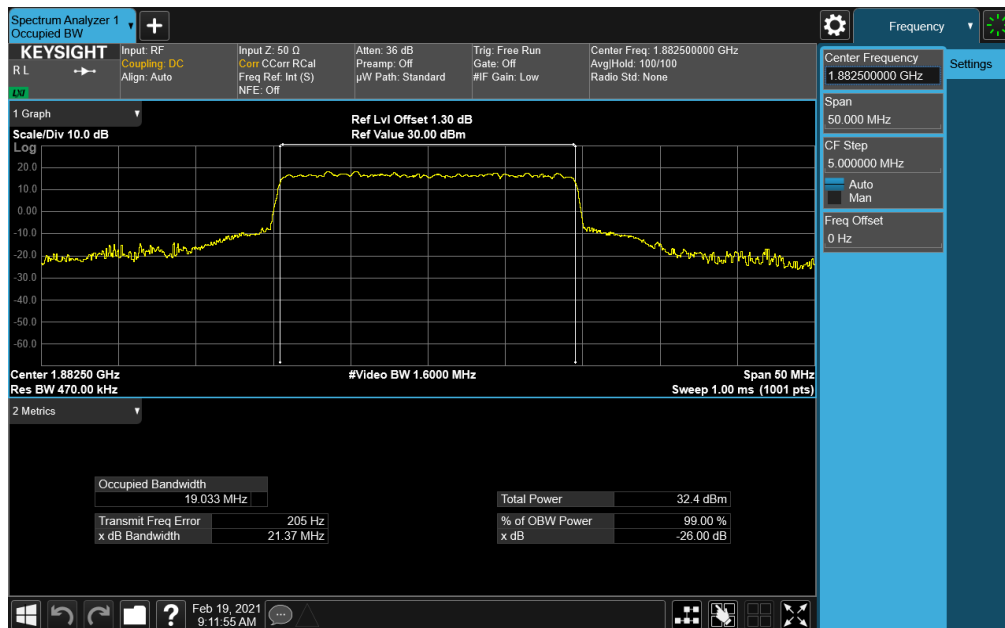 Spectrum Analyzer 1
Occupied BW
Frequency
KEYSIGHT
R L
LXI
Input: RF
Coupling: DC
Align: Auto
Input Z: 50 Ω
Corr CCorr RCal
Freq Ref: Int (S)
NFE: Off
Atten: 36 dB
Preamp: Off
µW Path: Standard
Trig: Free Run
Gate: Off
#IF Gain: Low
Center Freq: 1.882500000 GHz
Avg|Hold: 100/100
Radio Std: None
Center Frequency
1.882500000 GHz
Settings
Span
50.000 MHz
CF Step
5.000000 MHz
Auto
Man
Freq Offset
0 Hz
1 Graph
Scale/Div 10.0 dB
Ref Lvl Offset 1.30 dB
Ref Value 30.00 dBm
Log
20.0
10.0
0.00
-10.0
-20.0
-30.0
-40.0
-50.0
-60.0
Center 1.88250 GHz
#Video BW 1.6000 MHz
Span 50 MHz
Res BW 470.00 kHz
Sweep 1.00 ms (1001 pts)
2 Metrics
Occupied Bandwidth
19.033 MHz
Transmit Freq Error 205 Hz
x dB Bandwidth 21.37 MHz
Total Power 32.4 dBm
% of OBW Power 99.00 %
x dB -26.00 dB
?
Feb 19, 2021
9:11:55 AM